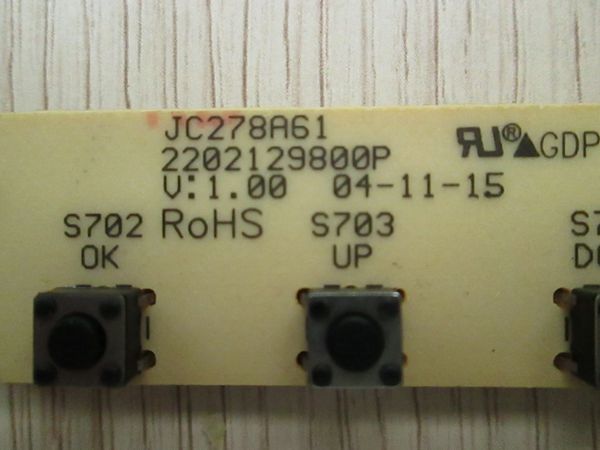 JC278A61
2202129800P
V:1.00 04-11-15
RoHS
S702
OK
S703
UP
®
GDP